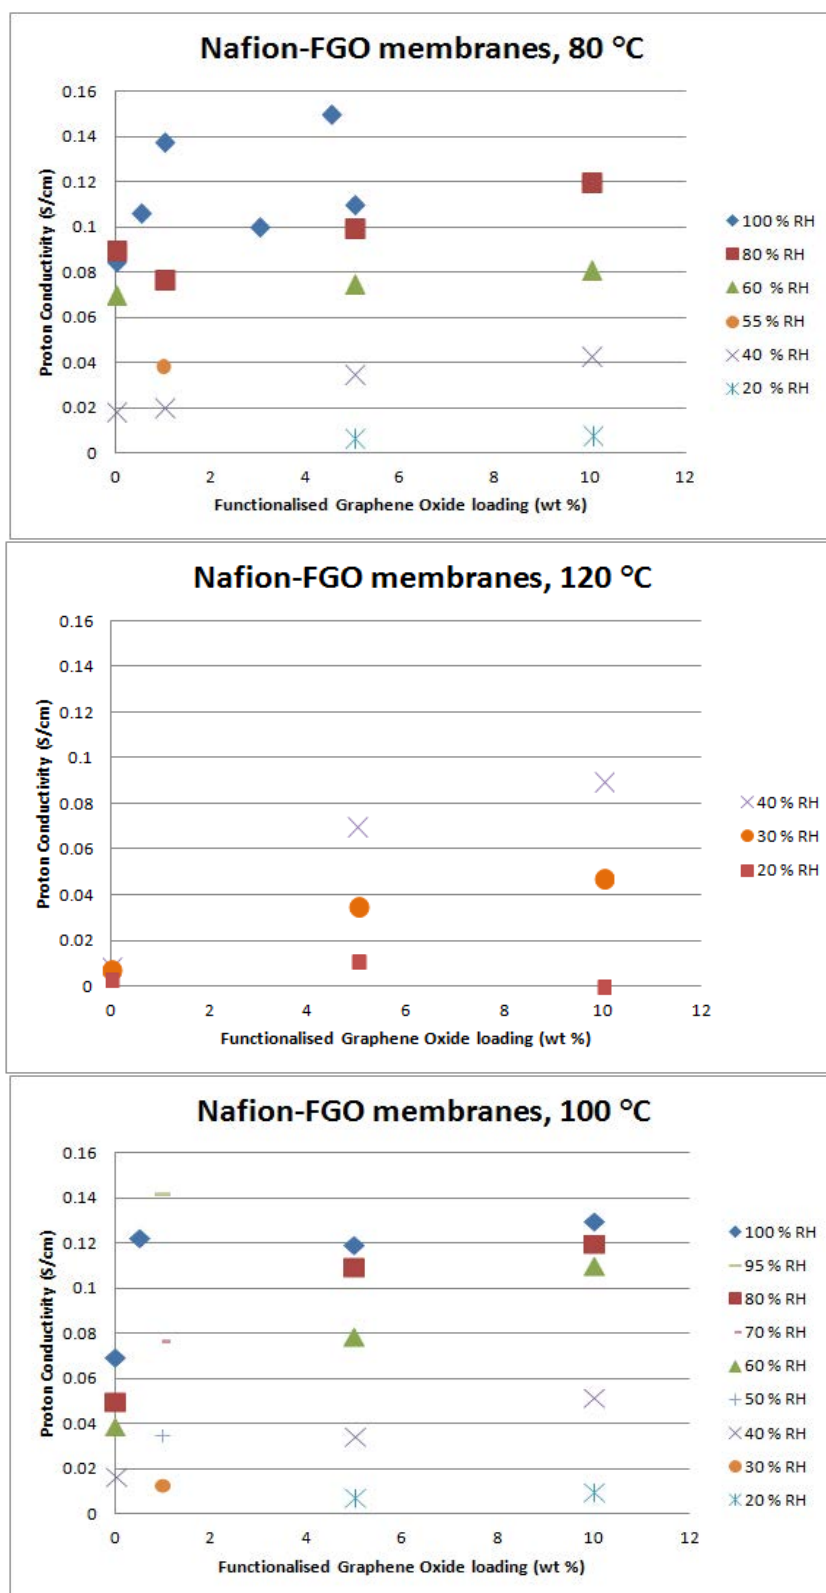 Nafion-FGO membranes, 80 °C
Proton Conductivity (S/cm)
0.16
0.14
0.12
0.1
0.08
0.06
0.04
0.02
0
0 2 4 6 8 10 12
Functionalised Graphene Oxide loading (wt %)
100 % RH
80 % RH
60 % RH
55 % RH
40 % RH
20 % RH
Nafion-FGO membranes, 120 °C
Proton Conductivity (S/cm)
0.16
0.14
0.12
0.1
0.08
0.06
0.04
0.02
0
0 2 4 6 8 10 12
Functionalised Graphene Oxide loading (wt %)
40 % RH
30 % RH
20 % RH
Nafion-FGO membranes, 100 °C
Proton Conductivity (S/cm)
0.16
0.14
0.12
0.1
0.08
0.06
0.04
0.02
0
0 2 4 6 8 10 12
Functionalised Graphene Oxide loading (wt %)
100 % RH
95 % RH
80 % RH
70 % RH
60 % RH
50 % RH
40 % RH
30 % RH
20 % RH